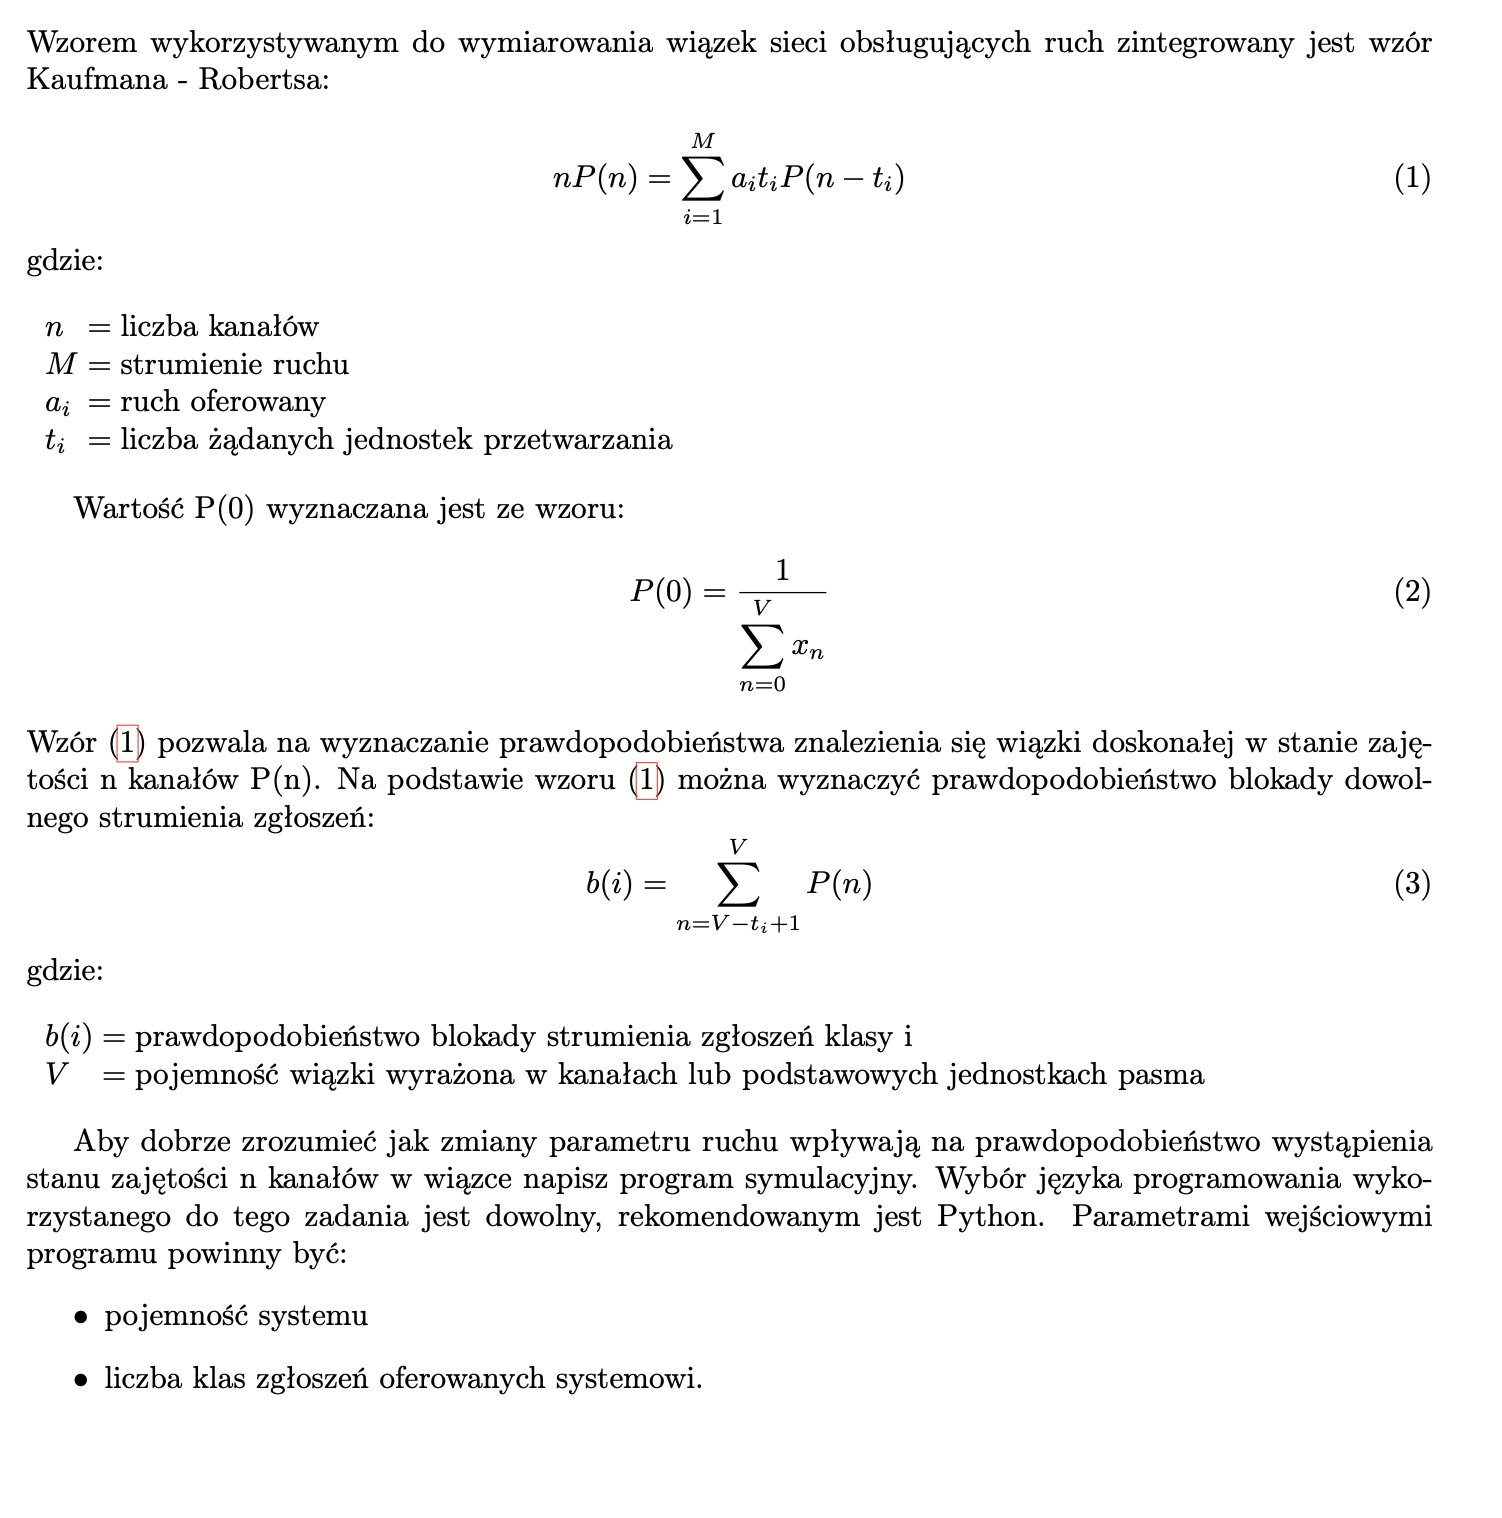 Wzorem wykorzystywanym do wymiarowania wiązek sieci obsługujących ruch zintegrowany jest wzór
Kaufmana - Robertsa:
nP(n) = \sum_{i=1}^{M} a_i t_i P(n − t_i) (1)
gdzie:
n = liczba kanałów
M = strumienie ruchu
a_i = ruch oferowany
t_i = liczba żądanych jednostek przetwarzania
Wartość P(0) wyznaczana jest ze wzoru:
P(0) = \frac{1}{\sum_{n=0}^{V} x_n} (2)
Wzór (1) pozwala na wyznaczanie prawdopodobieństwa znalezienia się wiązki doskonałej w stanie zaję-
tości n kanałów P(n). Na podstawie wzoru (1) można wyznaczyć prawdopodobieństwo blokady dowol-
nego strumienia zgłoszeń:
b(i) = \sum_{n=V−t_i+1}^{V} P(n) (3)
gdzie:
b(i) = prawdopodobieństwo blokady strumienia zgłoszeń klasy i
V = pojemność wiązki wyrażona w kanałach lub podstawowych jednostkach pasma
Aby dobrze zrozumieć jak zmiany parametru ruchu wpływają na prawdopodobieństwo wystąpienia
stanu zajętości n kanałów w wiązce napisz program symulacyjny. Wybór języka programowania wyko-
rzystanego do tego zadania jest dowolny, rekomendowanym jest Python. Parametrami wejściowymi
programu powinny być:
• pojemność systemu
• liczba klas zgłoszeń oferowanych systemowi.